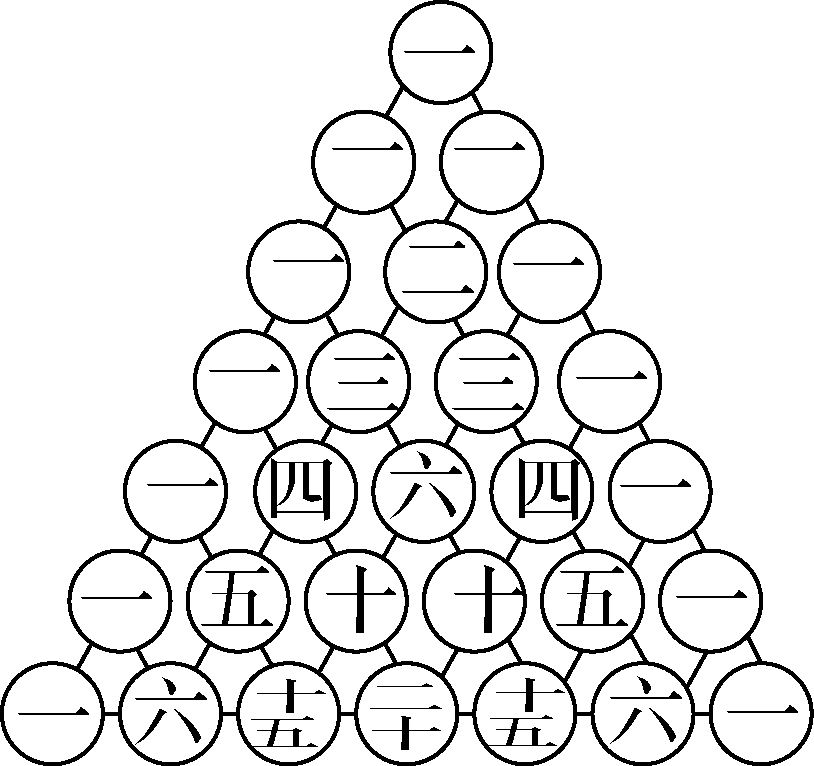 一
一 一
一 二 一
一 三 三 一
一 四 六 四 一
一 五 十 十 五 一
一 六 十五 二十 十五 六 一